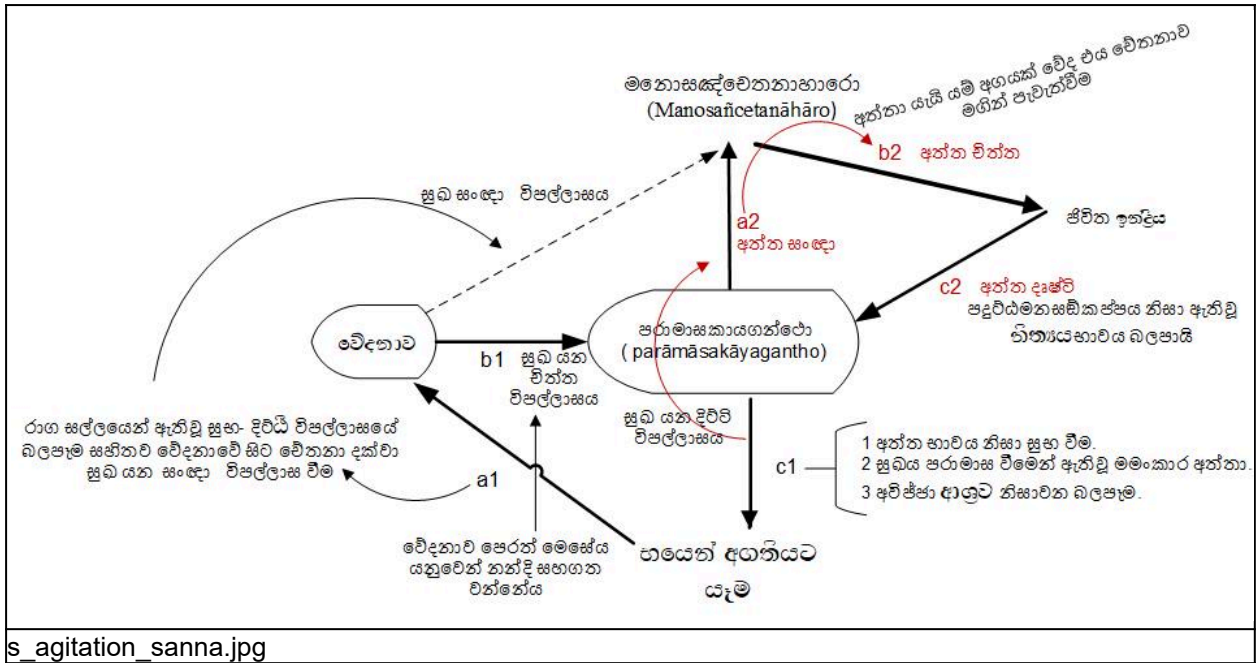 මනොසඤ්චෙතනාහාරො
(Manosañcetanāhāro)
අත්තා යැයි යම් අගයක් වේද එය චේතනාව
මගින් පැවැත්වීම
b2 අත්ත චිත්ත
සුඛ සංඥා විපල්ලාසය
a2
අත්ත සංඥා
ජීවිත ඉන්ද්‍රිය
c2 අත්ත දෘෂ්ටි
පදුට්ඨමනසඞ්කප්පය නිසා ඇතිවූ
භාවය බලපායි
වේදනාව
b1 සුඛ යන
චිත්ත
විපල්ලාසය
පරාමාසකායගන්ථො
( parāmāsakāyagantho)
සුඛ යන දිට්ටි
විපල්ලාසය
රාග සල්ලයෙන් ඇතිවූ සුභ- දිට්ඨි විපල්ලාසයේ
බලපෑම සහිතව වේදනාවේ සිට චේතනා දක්වා
සුඛ යන සංඥා විපල්ලාස වීම
a1
c1
1 අත්ත භාවය නිසා සුභ වීම.
2 සුඛය පරාමාස වීමෙන් ඇතිවූ මමංකාර අත්තා.
3 අවිජ්ජා ආශ්‍රව නිසාවන බලපෑම.
වේදනාව පෙරත් මෙසේය
යනුවෙන් නන්දි සහගත
වන්නේය
භයෙන් අගතියට
යෑම
s_agitation_sanna.jpg